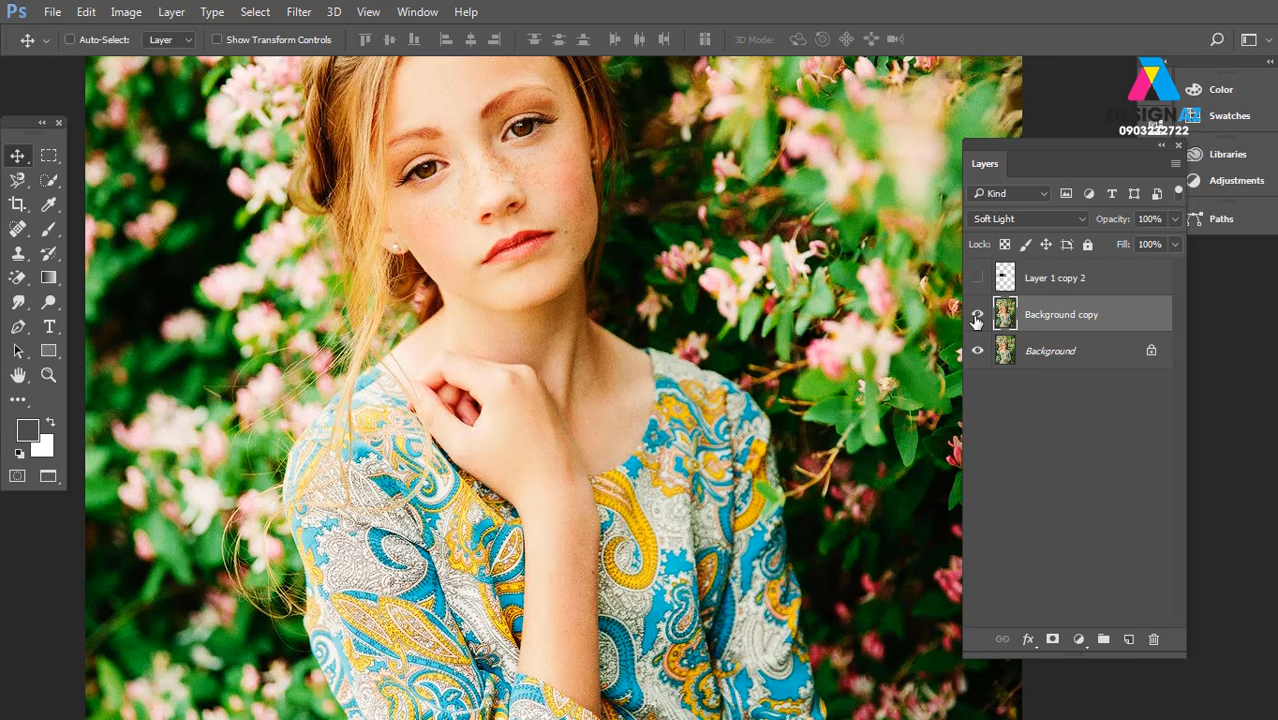 Ps File Edit Image Layer Type Select Filter 3D View Window Help
Auto-Select: Layer Show Transform Controls 3D Mode:
DESIGN
0903212722
Color
Swatches
Libraries
Adjustments
Paths
Layers
Kind
Soft Light Opacity: 100%
Lock: Fill: 100%
Layer 1 copy 2
Background copy
Background